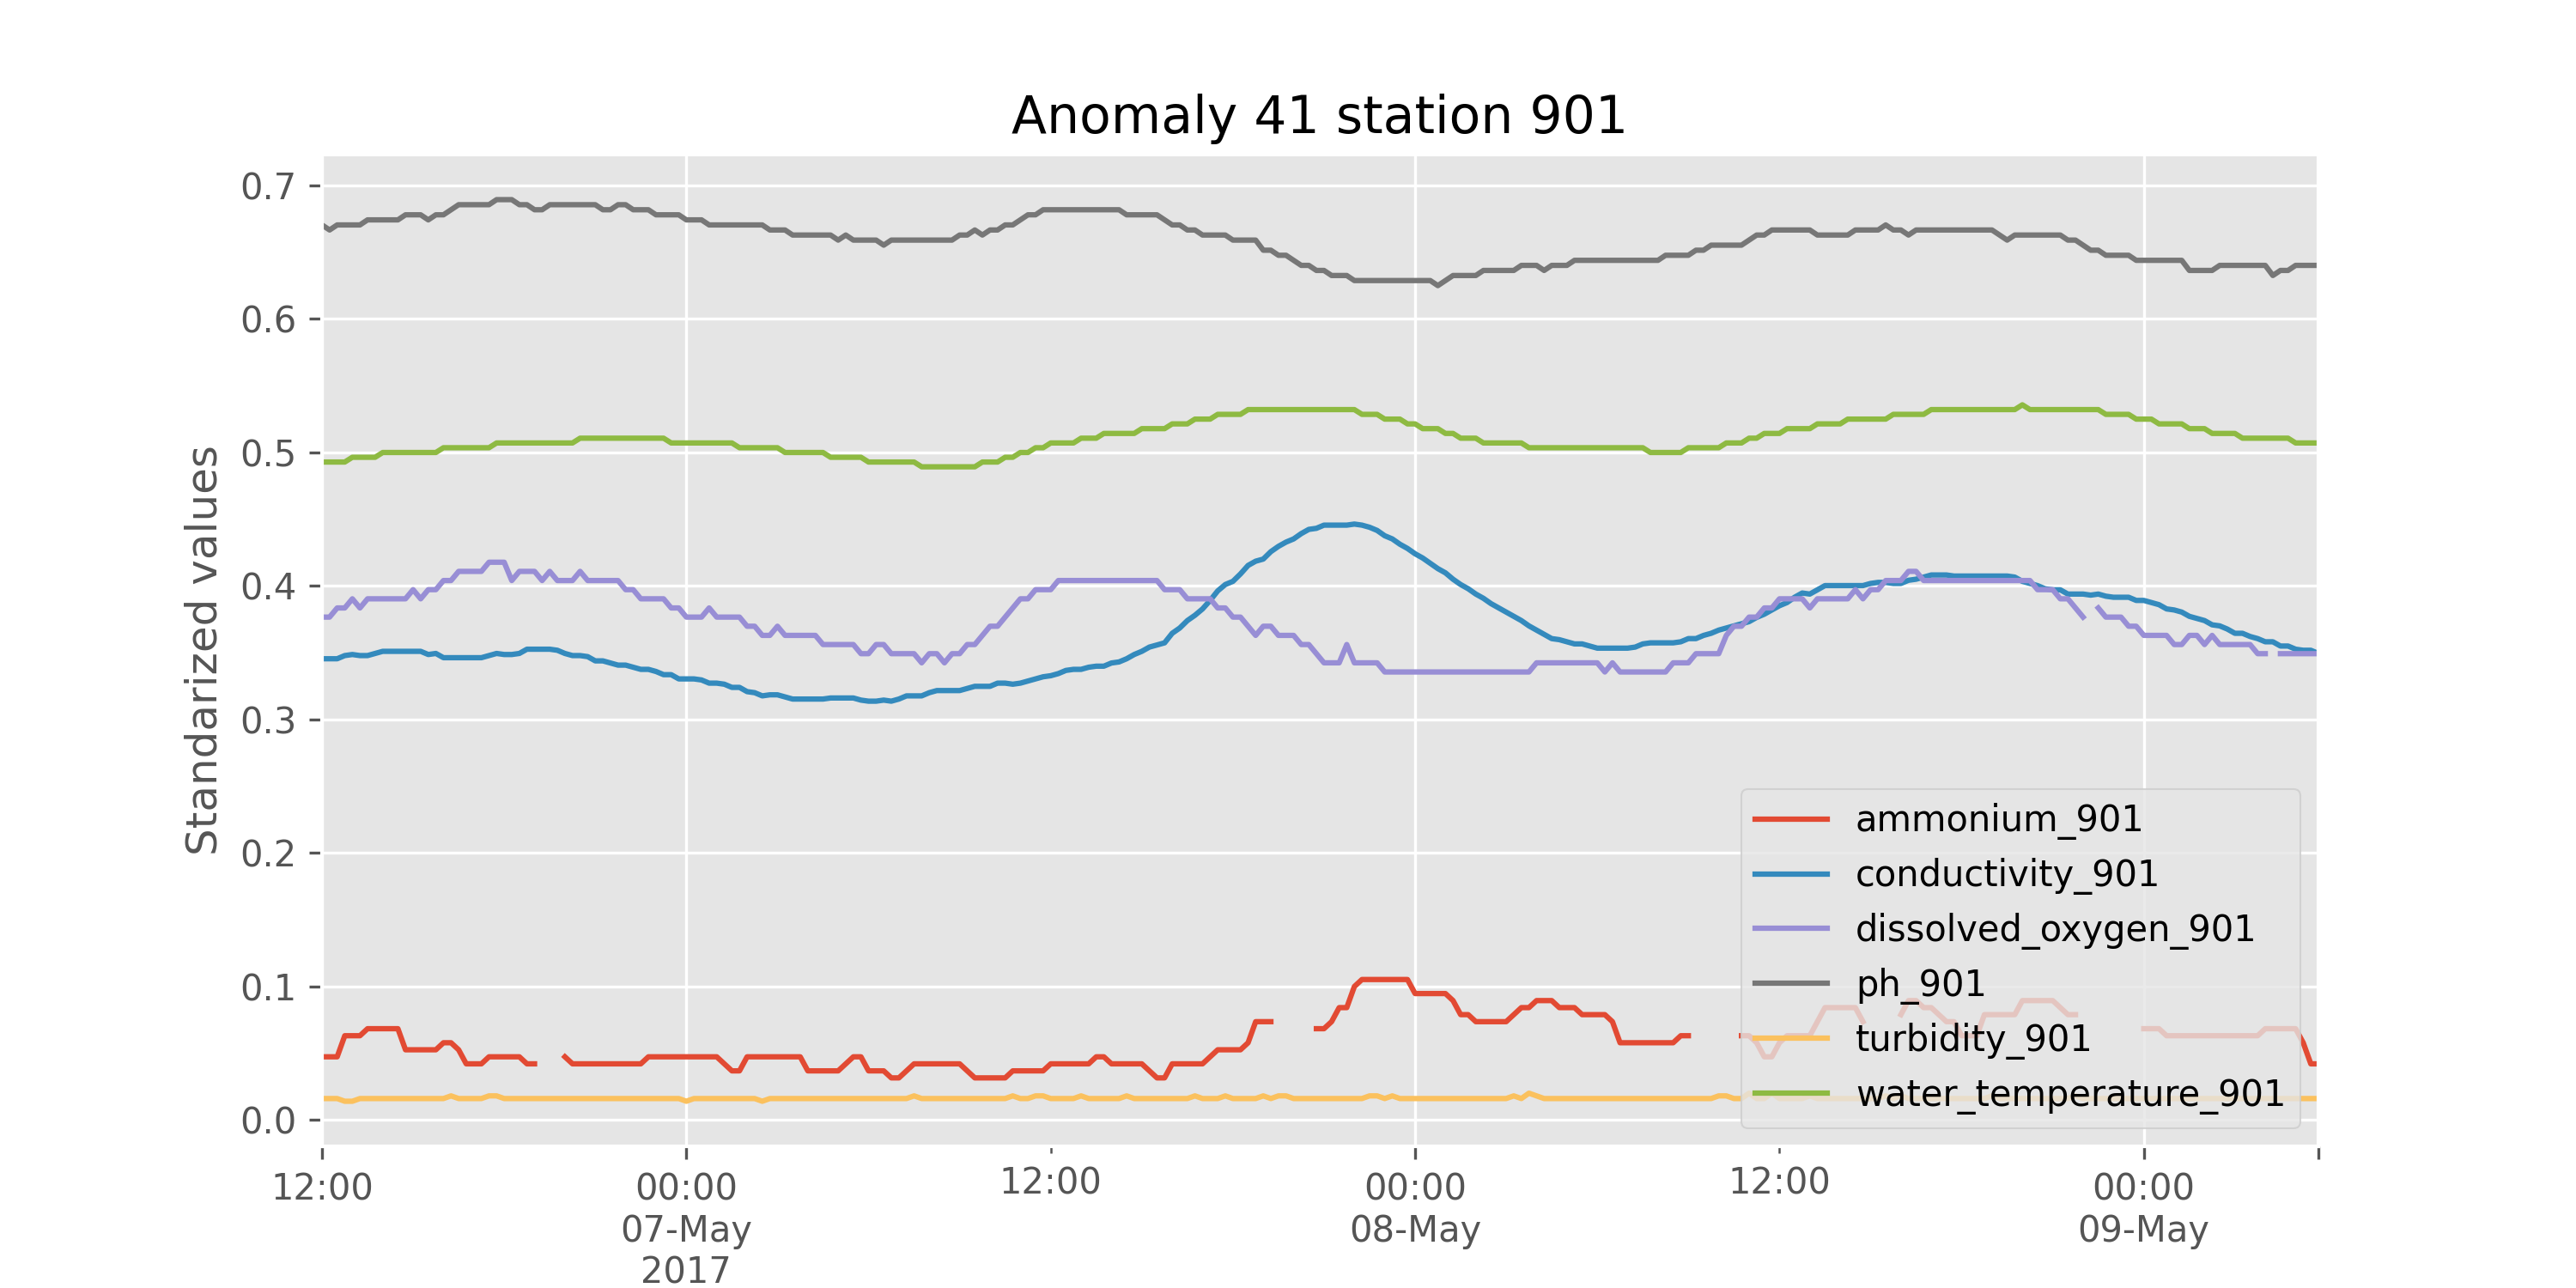 Anomaly 41 station 901
Standarized values
0.7
0.6
0.5
0.4
0.3
0.2
0.1
0.0
ammonium_901
conductivity_901
dissolved_oxygen_901
ph_901
turbidity_901
water_temperature_901
12:00
00:00
12:00
00:00
12:00
00:00
07-May
08-May
09-May
2017